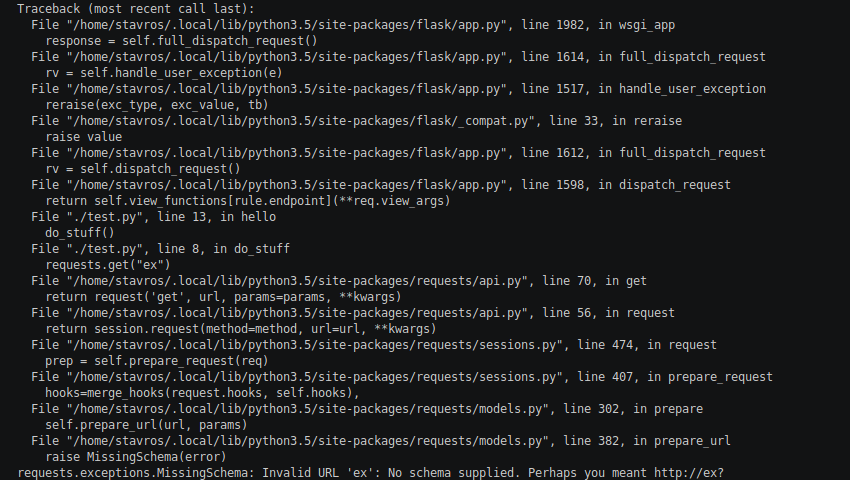 Traceback (most recent call last):
  File "/home/stavros/.local/lib/python3.5/site-packages/flask/app.py", line 1982, in wsgi_app
    response = self.full_dispatch_request()
  File "/home/stavros/.local/lib/python3.5/site-packages/flask/app.py", line 1614, in full_dispatch_request
    rv = self.handle_user_exception(e)
  File "/home/stavros/.local/lib/python3.5/site-packages/flask/app.py", line 1517, in handle_user_exception
    reraise(exc_type, exc_value, tb)
  File "/home/stavros/.local/lib/python3.5/site-packages/flask/_compat.py", line 33, in reraise
    raise value
  File "/home/stavros/.local/lib/python3.5/site-packages/flask/app.py", line 1612, in full_dispatch_request
    rv = self.dispatch_request()
  File "/home/stavros/.local/lib/python3.5/site-packages/flask/app.py", line 1598, in dispatch_request
    return self.view_functions[rule.endpoint](**req.view_args)
  File "./test.py", line 13, in hello
    do_stuff()
  File "./test.py", line 8, in do_stuff
    requests.get("ex")
  File "/home/stavros/.local/lib/python3.5/site-packages/requests/api.py", line 70, in get
    return request('get', url, params=params, **kwargs)
  File "/home/stavros/.local/lib/python3.5/site-packages/requests/api.py", line 56, in request
    return session.request(method=method, url=url, **kwargs)
  File "/home/stavros/.local/lib/python3.5/site-packages/requests/sessions.py", line 474, in request
    prep = self.prepare_request(req)
  File "/home/stavros/.local/lib/python3.5/site-packages/requests/sessions.py", line 407, in prepare_request
    hooks=merge_hooks(request.hooks, self.hooks),
  File "/home/stavros/.local/lib/python3.5/site-packages/requests/models.py", line 302, in prepare
    self.prepare_url(url, params)
  File "/home/stavros/.local/lib/python3.5/site-packages/requests/models.py", line 382, in prepare_url
    raise MissingSchema(error)
requests.exceptions.MissingSchema: Invalid URL 'ex': No schema supplied. Perhaps you meant http://ex?